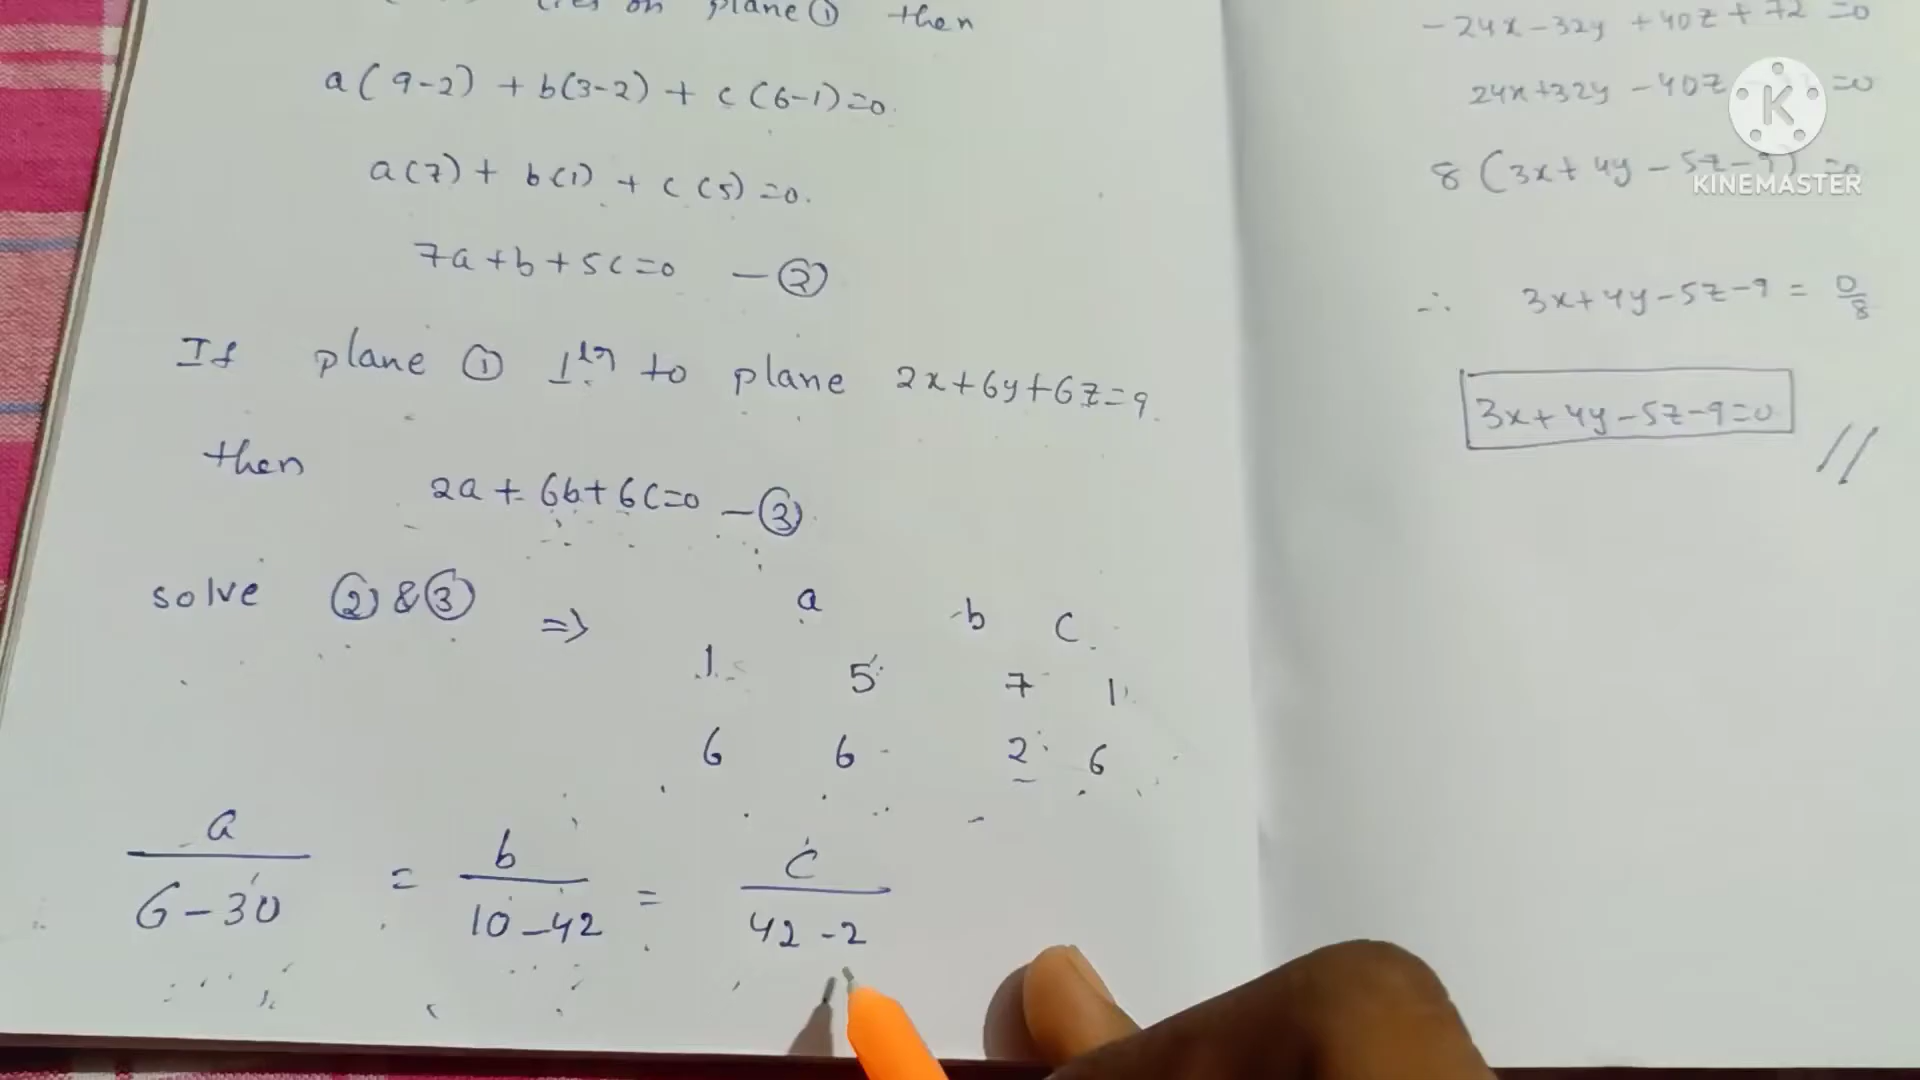 lies on plane ① then
a(9-2) + b(3-2) + c(6-1)=0.
a(7) + b(1) + c(5)=0.
7a+b+5c=0 — ②
If plane ① ⊥lr to plane 2x+6y+6z=9.
then
2a + 6b+6c=0 — ③
solve ② & ③ ⇒ a b c
1 5 7 1
6 6 2 6
a/(6-30) = b/(10-42) = c/(42-2)
-24x-32y +40z+72 =0
24x+32y -40z =0
8 (3x+4y-5z-9) =0
∴ 3x+4y-5z-9 = 0/8
3x+4y-5z-9=0 //
K
KINEMASTER